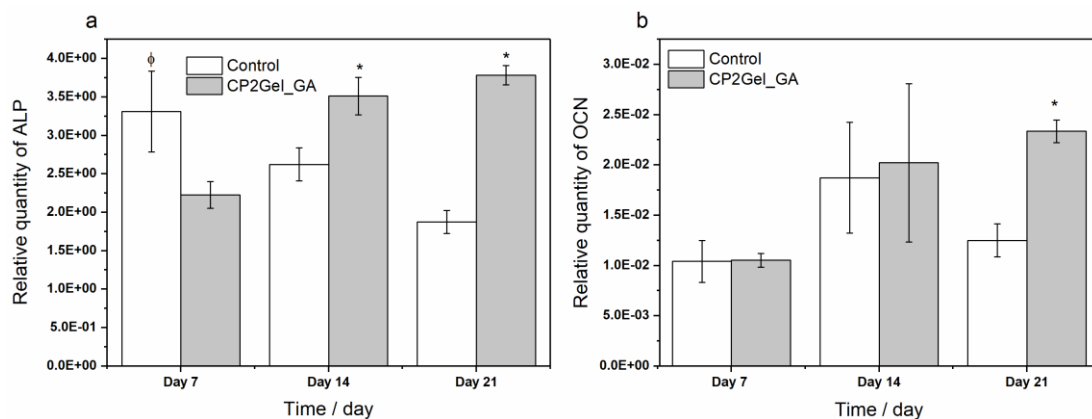 a
Relative quantity of ALP
4.0E+00
3.5E+00
3.0E+00
2.5E+00
2.0E+00
1.5E+00
1.0E+00
5.0E-01
0.0E+00
ϕ
*
*
Control
CP2Gel_GA
Day 7
Day 14
Day 21
Time / day
b
Relative quantity of OCN
3.0E-02
2.5E-02
2.0E-02
1.5E-02
1.0E-02
5.0E-03
0.0E+00
Control
CP2Gel_GA
*
Day 7
Day 14
Day 21
Time / day